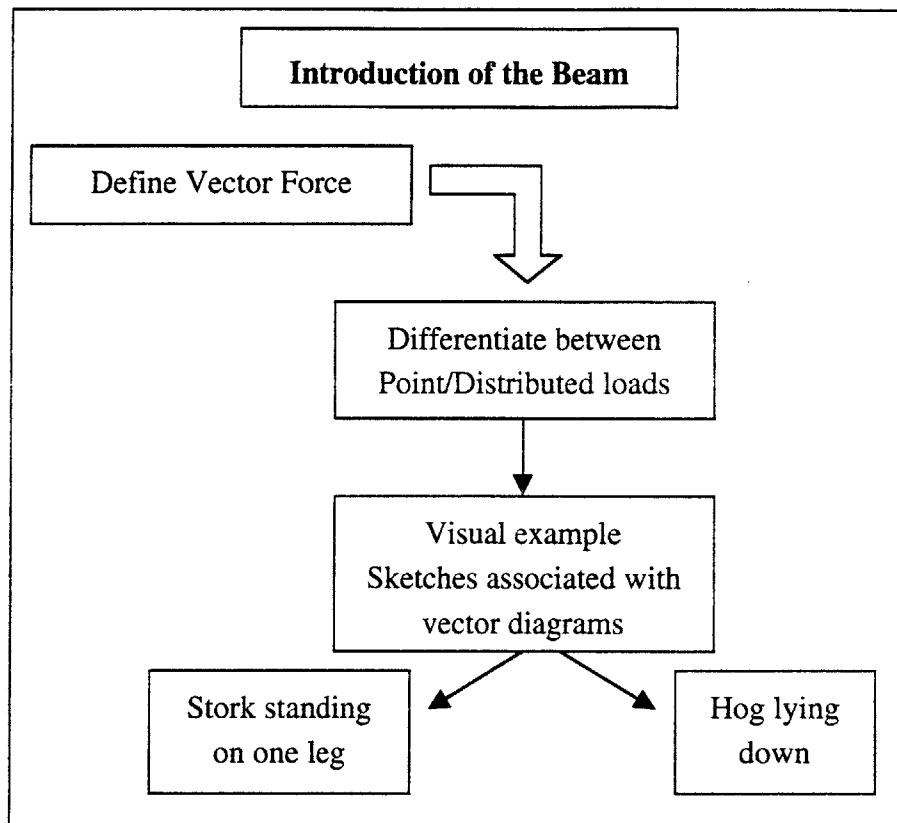 Introduction of the Beam
Define Vector Force
Differentiate between
Point/Distributed loads
Visual example
Sketches associated with
vector diagrams
Stork standing
on one leg
Hog lying
down